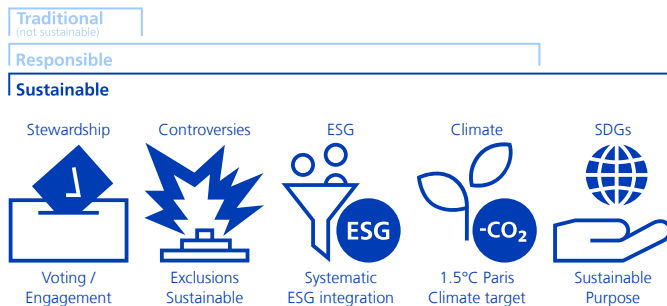 Traditional
(not sustainable)
Responsible
Sustainable
Stewardship
Controversies
ESG
Climate
SDGs
ESG
-CO₂
Voting /
Engagement
Exclusions
Sustainable
Systematic
ESG integration
1.5°C Paris
Climate target
Sustainable
Purpose